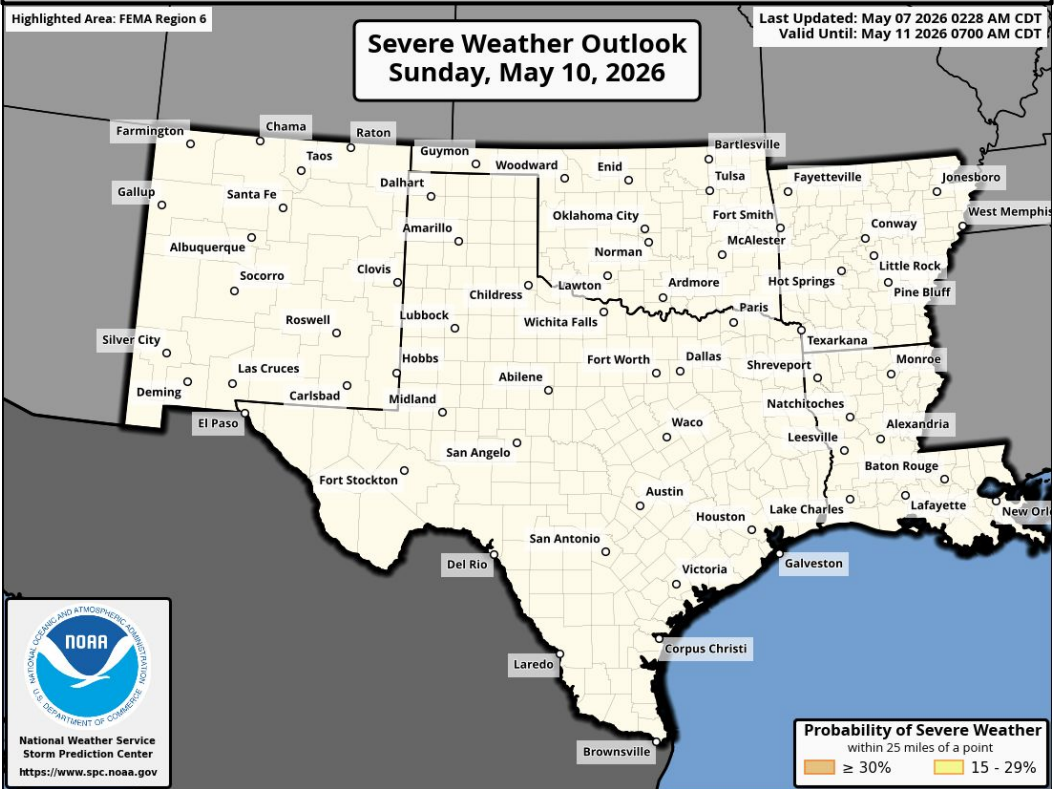 Highlighted Area: FEMA Region 6
Severe Weather Outlook
Sunday, May 10, 2026
Last Updated: May 07 2026 0228 AM CDT
Valid Until: May 11 2026 0700 AM CDT
Farmington
Chama
Raton
Taos
Guymon
Woodward
Enid
Bartlesville
Tulsa
Fayetteville
Jonesboro
Gallup
Santa Fe
Dalhart
Amarillo
Oklahoma City
Fort Smith
West Memphis
Albuquerque
Norman
McAlester
Conway
Socorro
Clovis
Childress
Lawton
Ardmore
Hot Springs
Little Rock
Pine Bluff
Roswell
Lubbock
Wichita Falls
Paris
Texarkana
Silver City
Las Cruces
Hobbs
Fort Worth
Dallas
Shreveport
Monroe
Deming
Carlsbad
Midland
Abilene
Natchitoches
El Paso
San Angelo
Waco
Leesville
Alexandria
Fort Stockton
Austin
Baton Rouge
Houston
Lake Charles
Lafayette
New Orl
Del Rio
San Antonio
Victoria
Galveston
Laredo
Corpus Christi
Brownsville
NATIONAL OCEANIC AND ATMOSPHERIC ADMINISTRATION
NOAA
U.S. DEPARTMENT OF COMMERCE
National Weather Service
Storm Prediction Center
https://www.spc.noaa.gov
Probability of Severe Weather
within 25 miles of a point
≥ 30%
15 - 29%